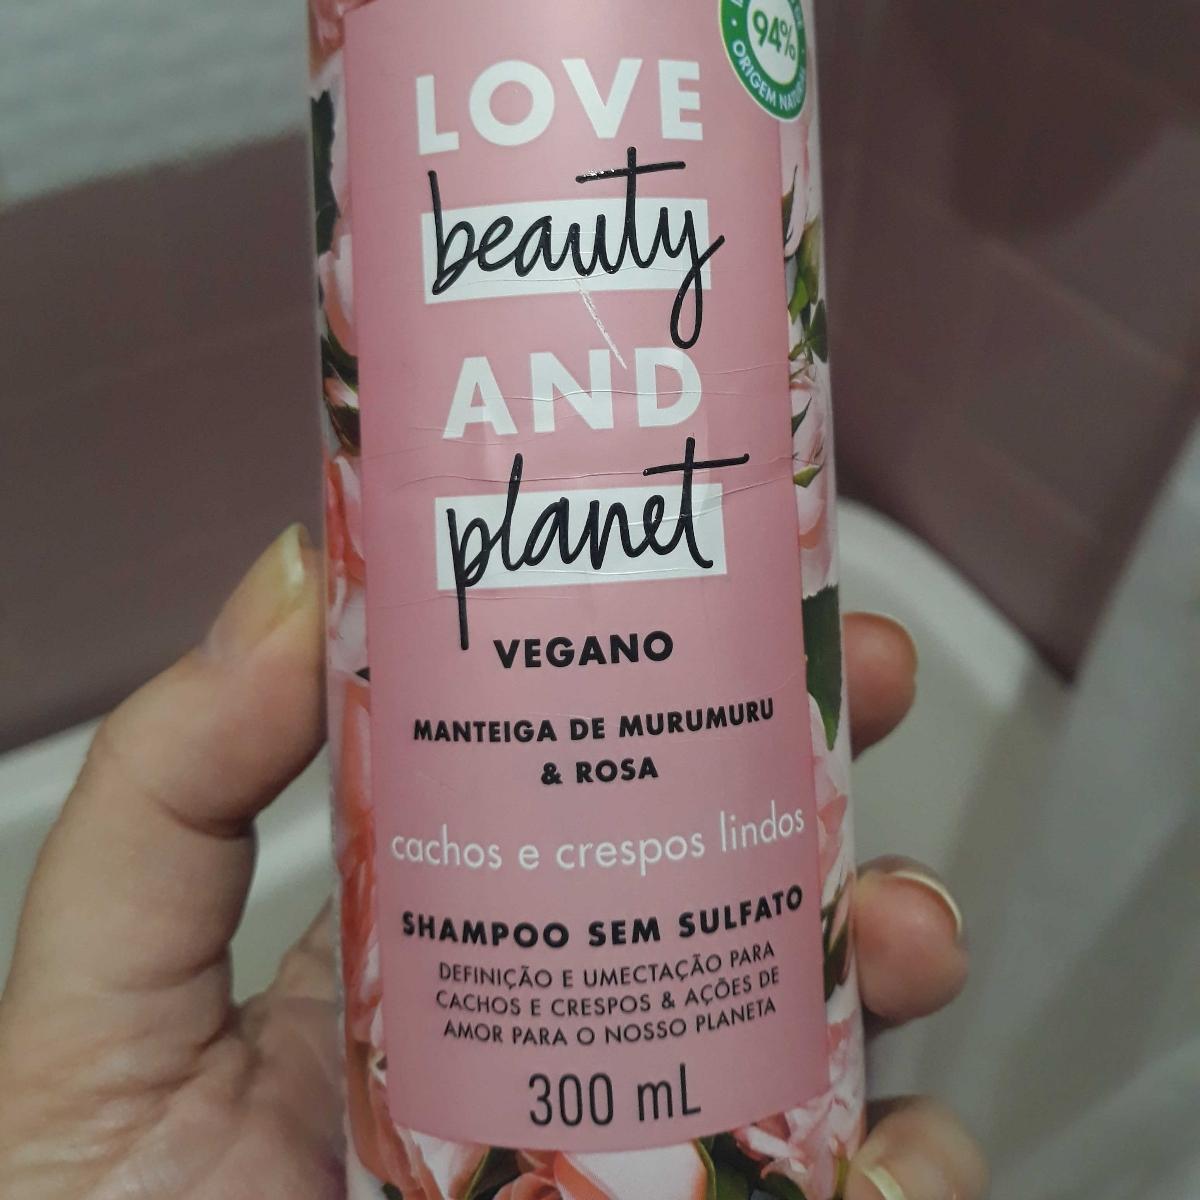 94%
ORIGEM NATURAL
LOVE
beauty
AND
planet
VEGANO
MANTEIGA DE MURUMURU
& ROSA
cachos e crespos lindos
SHAMPOO SEM SULFATO
DEFINIÇÃO E UMECTAÇÃO PARA
CACHOS E CRESPOS & AÇÕES DE
AMOR PARA O NOSSO PLANETA
300 mL